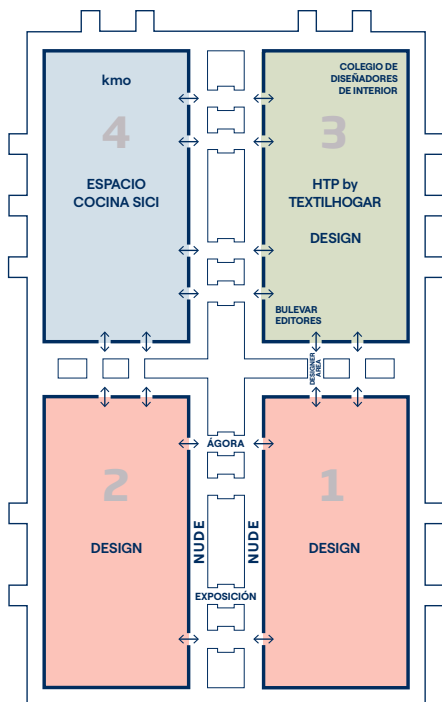 kmo
4
ESPACIO
COCINA SICI
COLEGIO DE
DISEÑADORES
DE INTERIOR
3
HTP by
TEXTILHOGAR
DESIGN
BULEVAR
EDITORES
DESIGNER
AREA
ÁGORA
2
DESIGN
NUDE
NUDE
1
DESIGN
EXPOSICIÓN